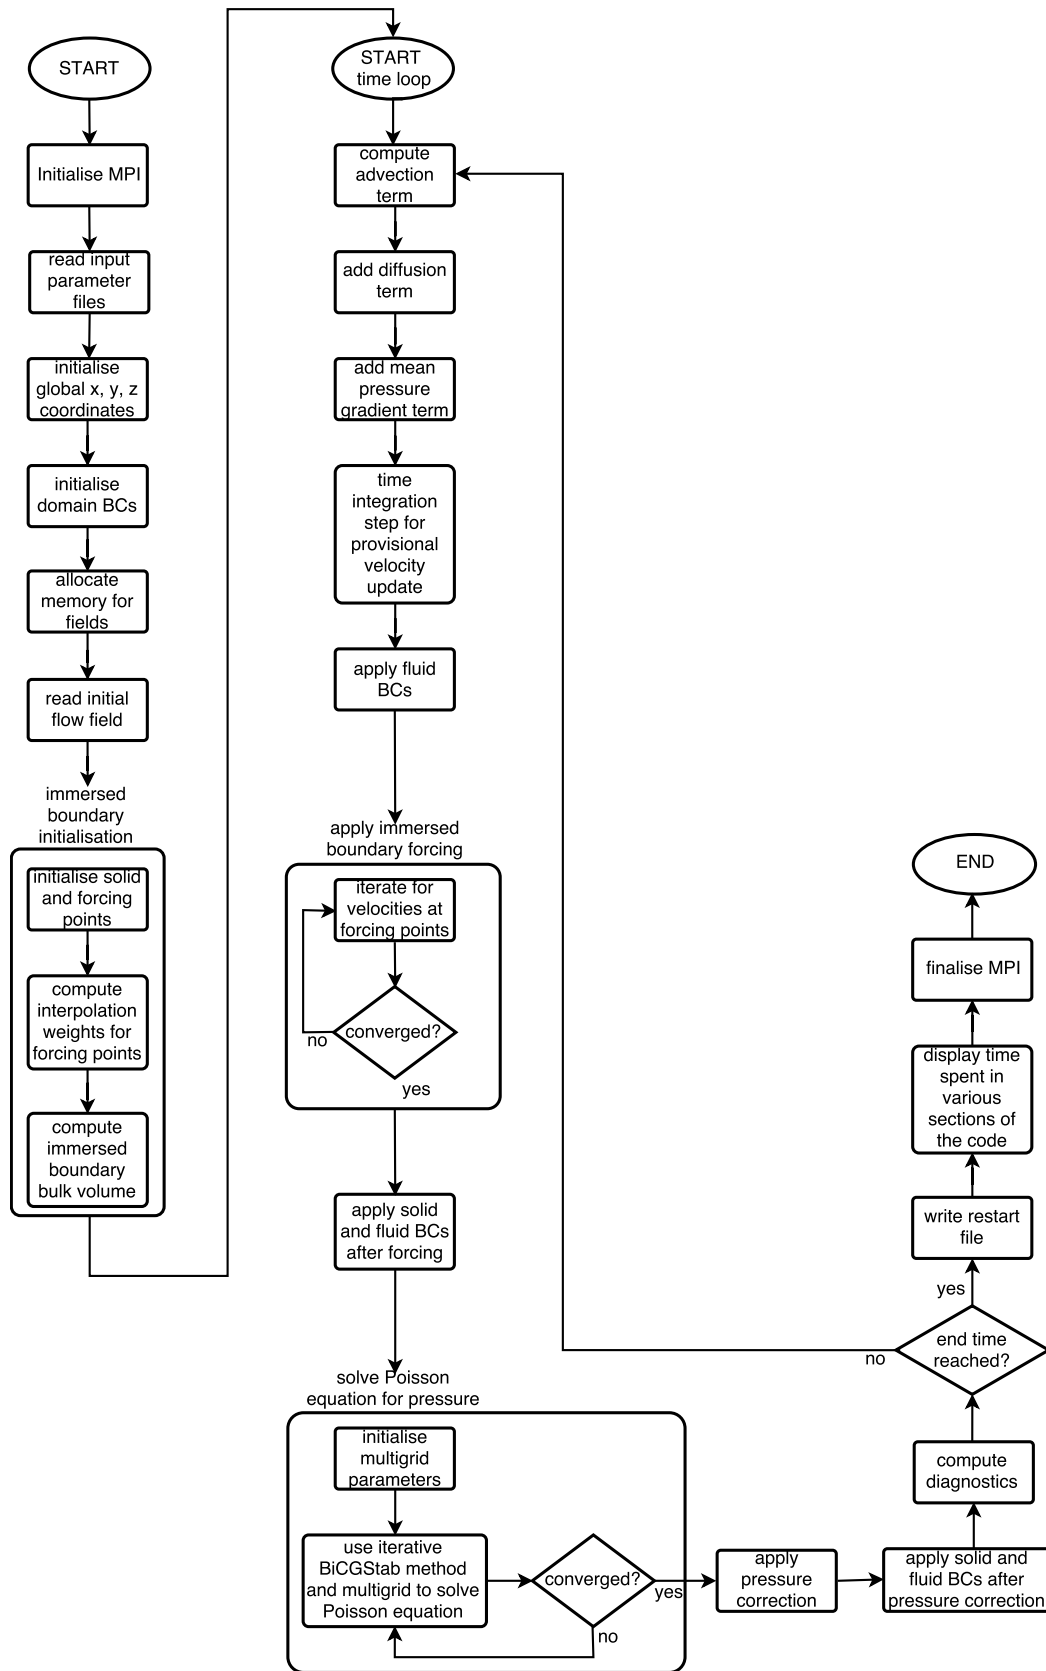 START
Initialise MPI
read input
parameter
files
initialise
global x, y, z
coordinates
initialise
domain BCs
allocate
memory for
fields
read initial
flow field
immersed
boundary
initialisation
initialise solid
and forcing
points
compute
interpolation
weights for
forcing points
compute
immersed
boundary
bulk volume
START
time loop
compute
advection
term
add diffusion
term
add mean
pressure
gradient term
time
integration
step for
provisional
velocity
update
apply fluid
BCs
apply immersed
boundary forcing
iterate for
velocities at
forcing points
converged?
no
yes
apply solid
and fluid BCs
after forcing
solve Poisson
equation for pressure
initialise
multigrid
parameters
use iterative
BiCGStab method
and multigrid to solve
Poisson equation
converged?
yes
no
apply
pressure
correction
apply solid and
fluid BCs after
pressure correction
compute
diagnostics
end time
reached?
no
yes
write restart
file
display time
spent in
various
sections of
the code
finalise MPI
END